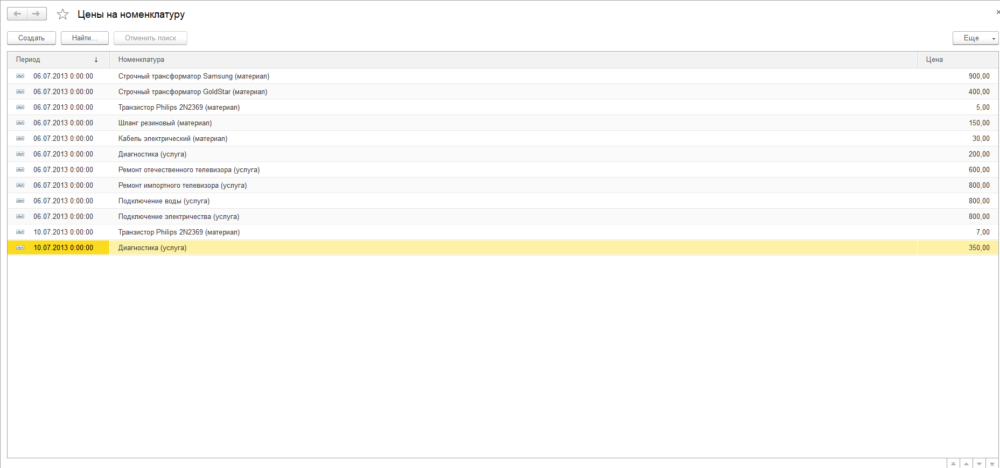 Цены на номенклатуру
Создать Найти... Отменить поиск Еще
Период Номенклатура Цена
06.07.2013 0:00:00 Строчный трансформатор Samsung (материал) 900,00
06.07.2013 0:00:00 Строчный трансформатор GoldStar (материал) 400,00
06.07.2013 0:00:00 Транзистор Philips 2N2369 (материал) 5,00
06.07.2013 0:00:00 Шланг резиновый (материал) 150,00
06.07.2013 0:00:00 Кабель электрический (материал) 30,00
06.07.2013 0:00:00 Диагностика (услуга) 200,00
06.07.2013 0:00:00 Ремонт отечественного телевизора (услуга) 600,00
06.07.2013 0:00:00 Ремонт импортного телевизора (услуга) 800,00
06.07.2013 0:00:00 Подключение воды (услуга) 800,00
06.07.2013 0:00:00 Подключение электричества (услуга) 800,00
10.07.2013 0:00:00 Транзистор Philips 2N2369 (материал) 7,00
10.07.2013 0:00:00 Диагностика (услуга) 350,00